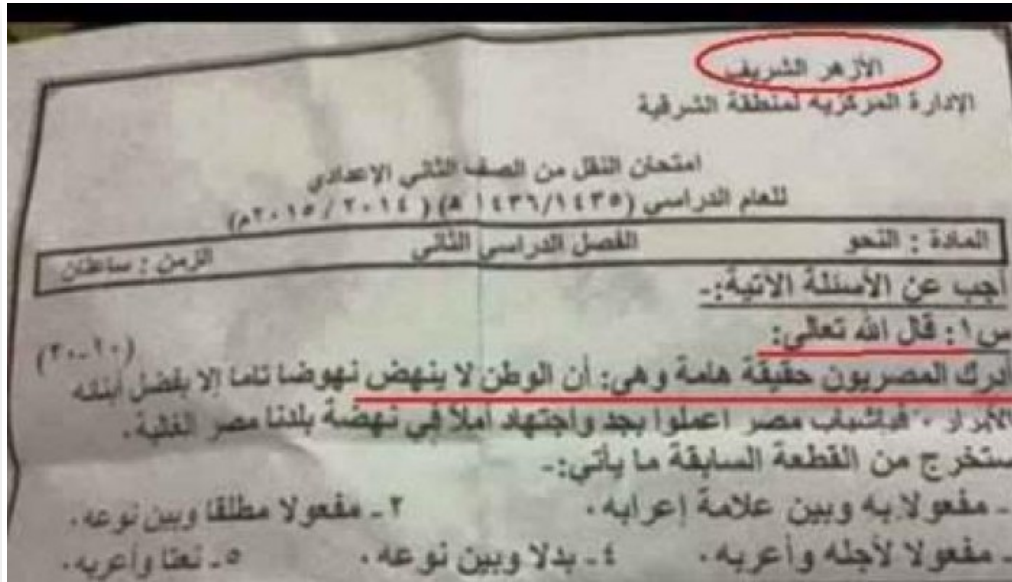 الأزهر الشريف
الإدارة المركزية لمنطقة الشرقية
امتحان النقل من الصف الثاني الإعدادي
للعام الدراسي (١٤٣٦/١٤٣٥ ه) (٢٠١٤ / ٢٠١٥م)
المادة : النحو الفصل الدراسي الثاني الزمن : ساعتان
أجب عن الأسئلة الآتية:-
س١: قال الله تعالى: (١٠-٢٠)
أدرك المصريون حقيقة هامة وهي: أن الوطن لا ينهض نهوضا تاما إلا بفضل أبنائه
الأبرار . فياشباب مصر اعملوا بجد واجتهاد أملا في نهضة بلدنا مصر الغالية .
ستخرج من القطعة السابقة ما يأتي:-
- مفعولا به وبين علامة إعرابه . ٢- مفعولا مطلقا وبين نوعه .
- مفعولا لأجله وأعربه . ٤- بدلا وبين نوعه . ٥- نعتا وأعربه .